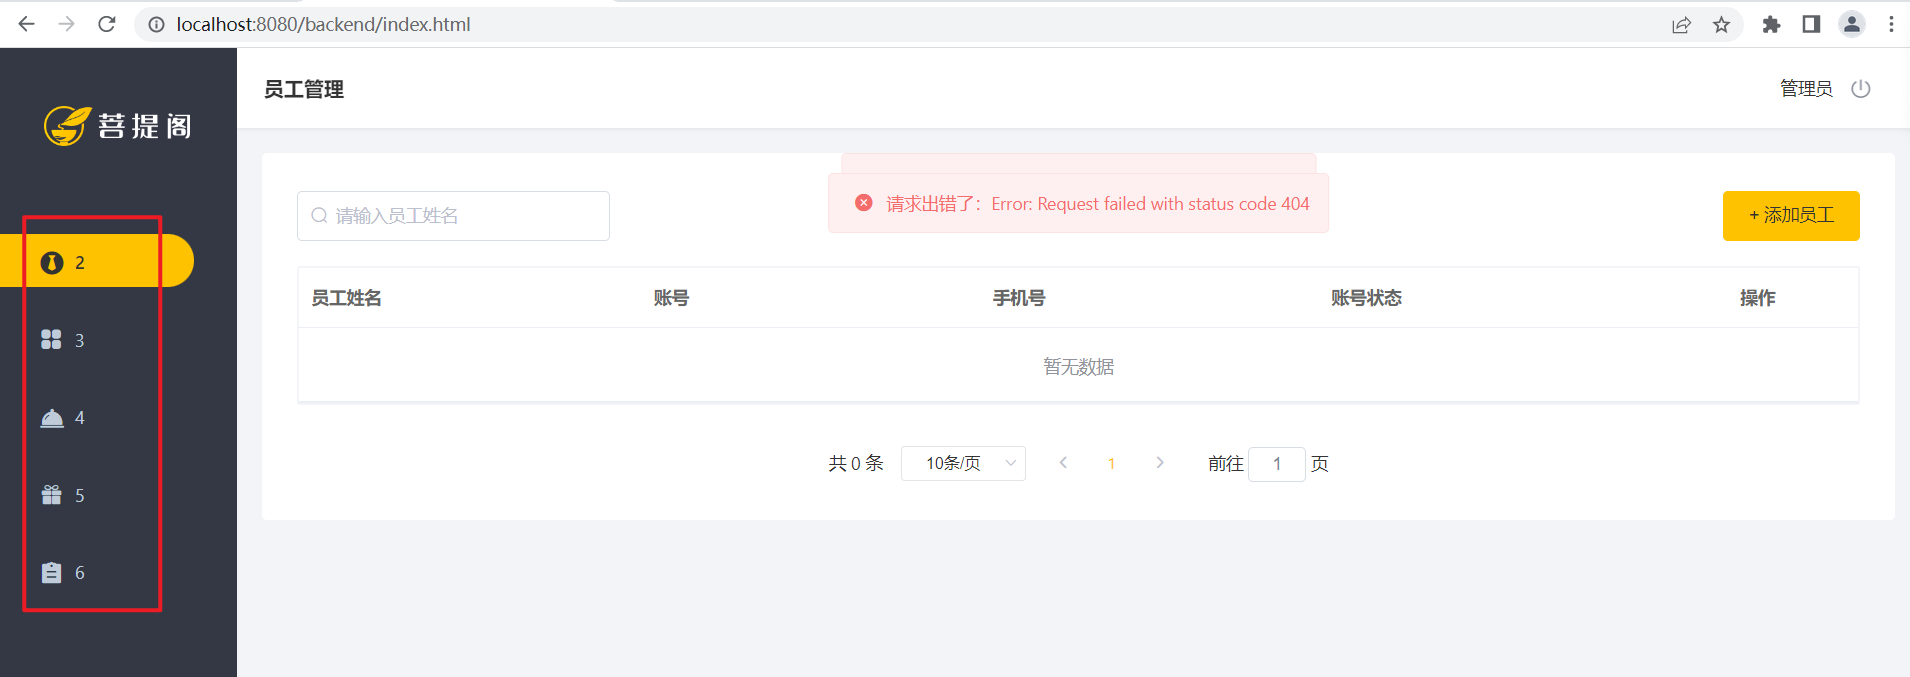 localhost:8080/backend/index.html
菩提阁
员工管理
管理员
请求出错了：Error: Request failed with status code 404
请输入员工姓名
+ 添加员工
2
3
4
5
6
员工姓名 账号 手机号 账号状态 操作
暂无数据
共 0 条 10条/页 1 前往 1 页